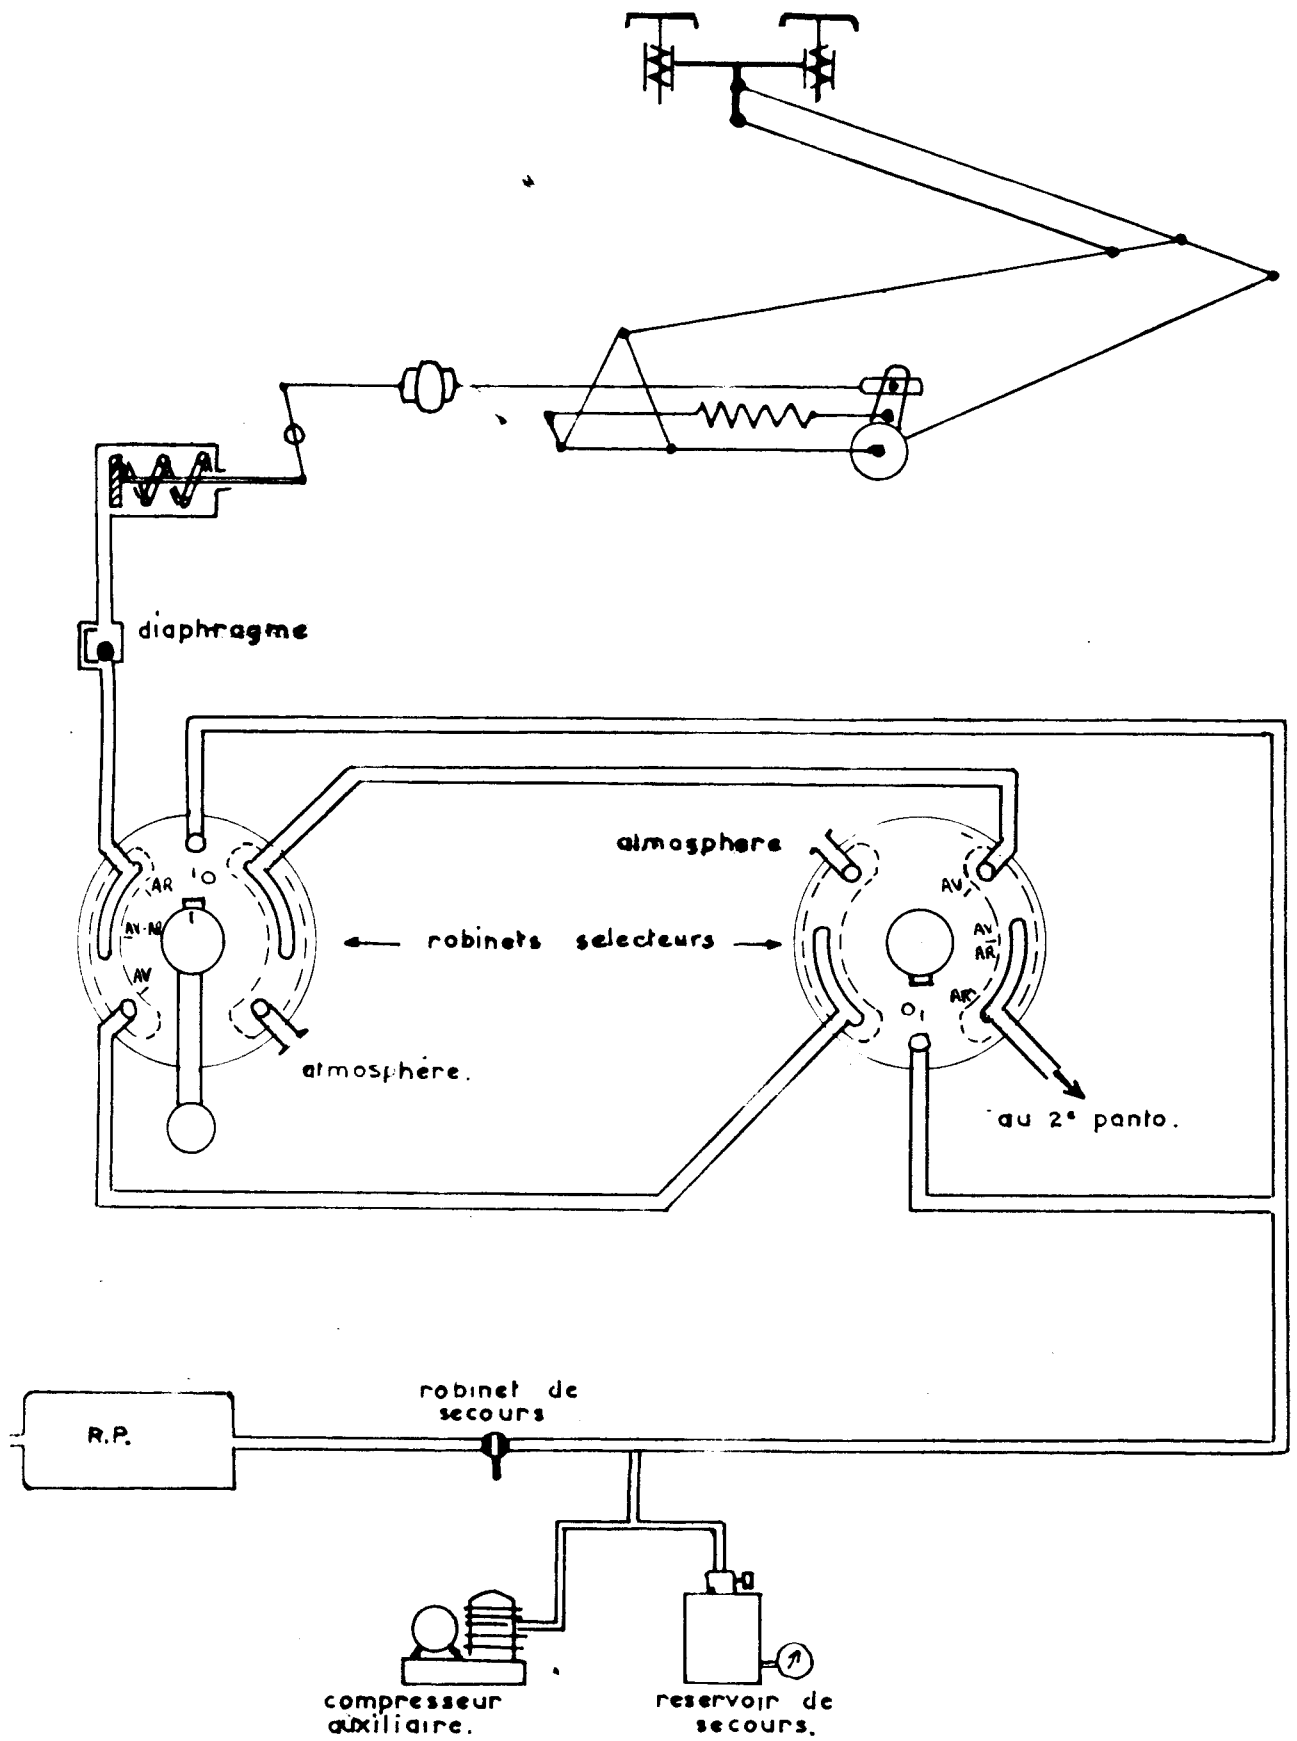 diaphragme
atmosphere
AR
O
AV-AR
AV
AV
AV
AR
AR
O
robinets selecteurs
atmosphère.
au 2e panto.
robinet de
secours
R.P.
compresseur
auxiliaire.
reservoir de
secours.